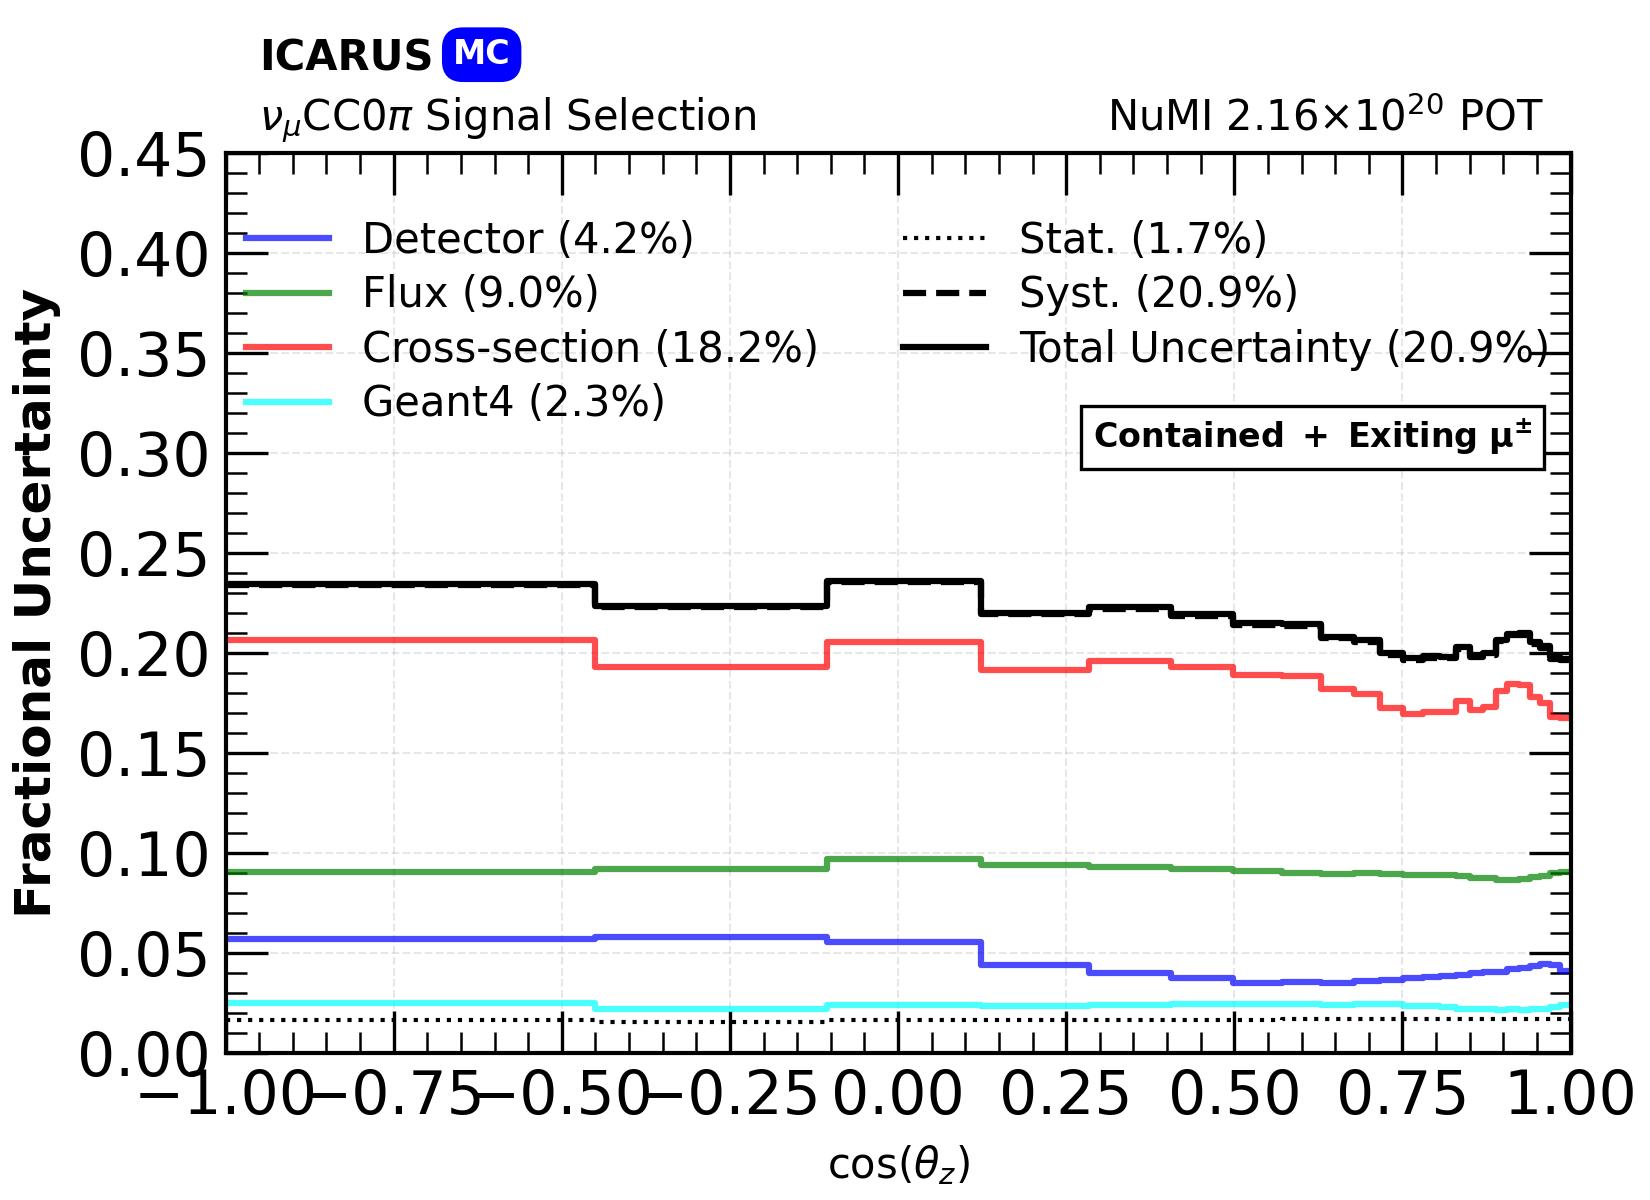 ICARUS MC
νμCC0π Signal Selection
NuMI 2.16×10²⁰ POT
0.45
0.40
0.35
0.30
0.25
0.20
0.15
0.10
0.05
0.00
Fractional Uncertainty
Detector (4.2%)
Flux (9.0%)
Cross-section (18.2%)
Geant4 (2.3%)
Stat. (1.7%)
Syst. (20.9%)
Total Uncertainty (20.9%)
Contained + Exiting μ±
−1.00 −0.75 −0.50 −0.25 0.00 0.25 0.50 0.75 1.00
cos(θz)